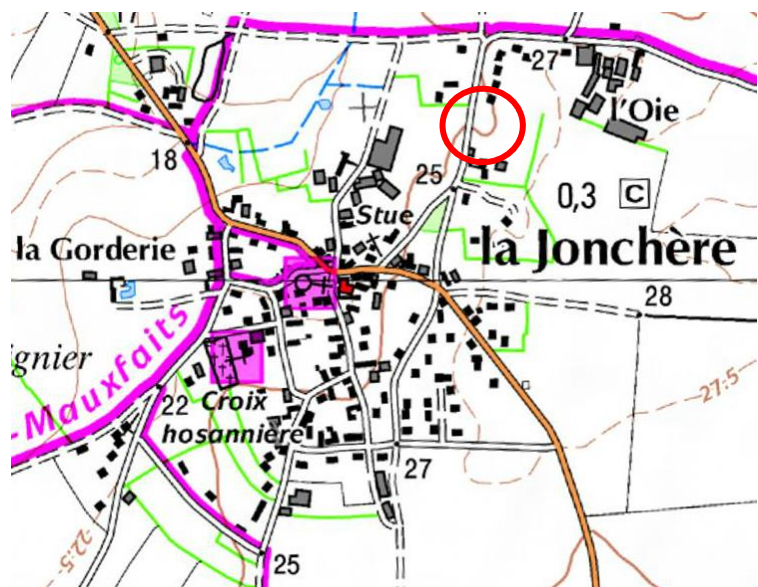 27
l'Oie
18
25
Stue
0,3
C
la Gorderie
la Jonchère
28
ignier
-Mauxfaits
22
Croix
hosannière
27:5
27
22:5
25